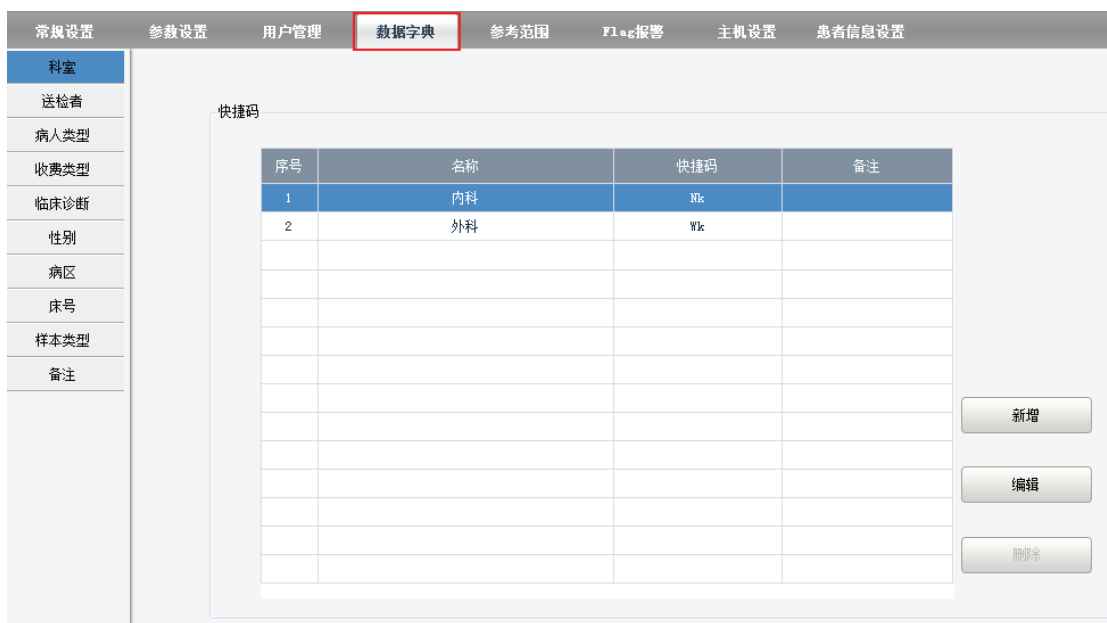 常规设置 参数设置 用户管理 数据字典 参考范围 Flag报警 主机设置 患者信息设置
科室
送检者
病人类型
收费类型
临床诊断
性别
病区
床号
样本类型
备注
快捷码
序号 名称 快捷码 备注
1 内科 Nk
2 外科 Wk
新增
编辑
删除